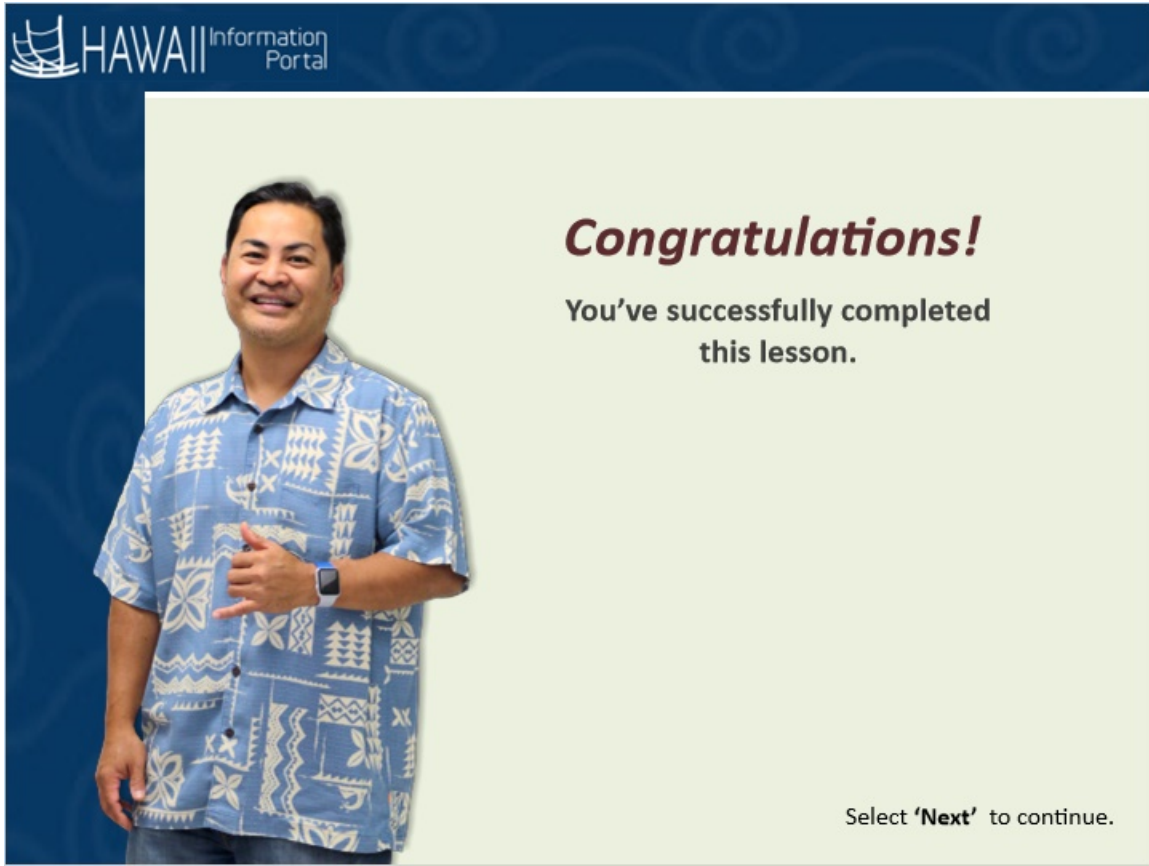 HAWAII Information Portal
Congratulations!
You've successfully completed
this lesson.
Select 'Next' to continue.